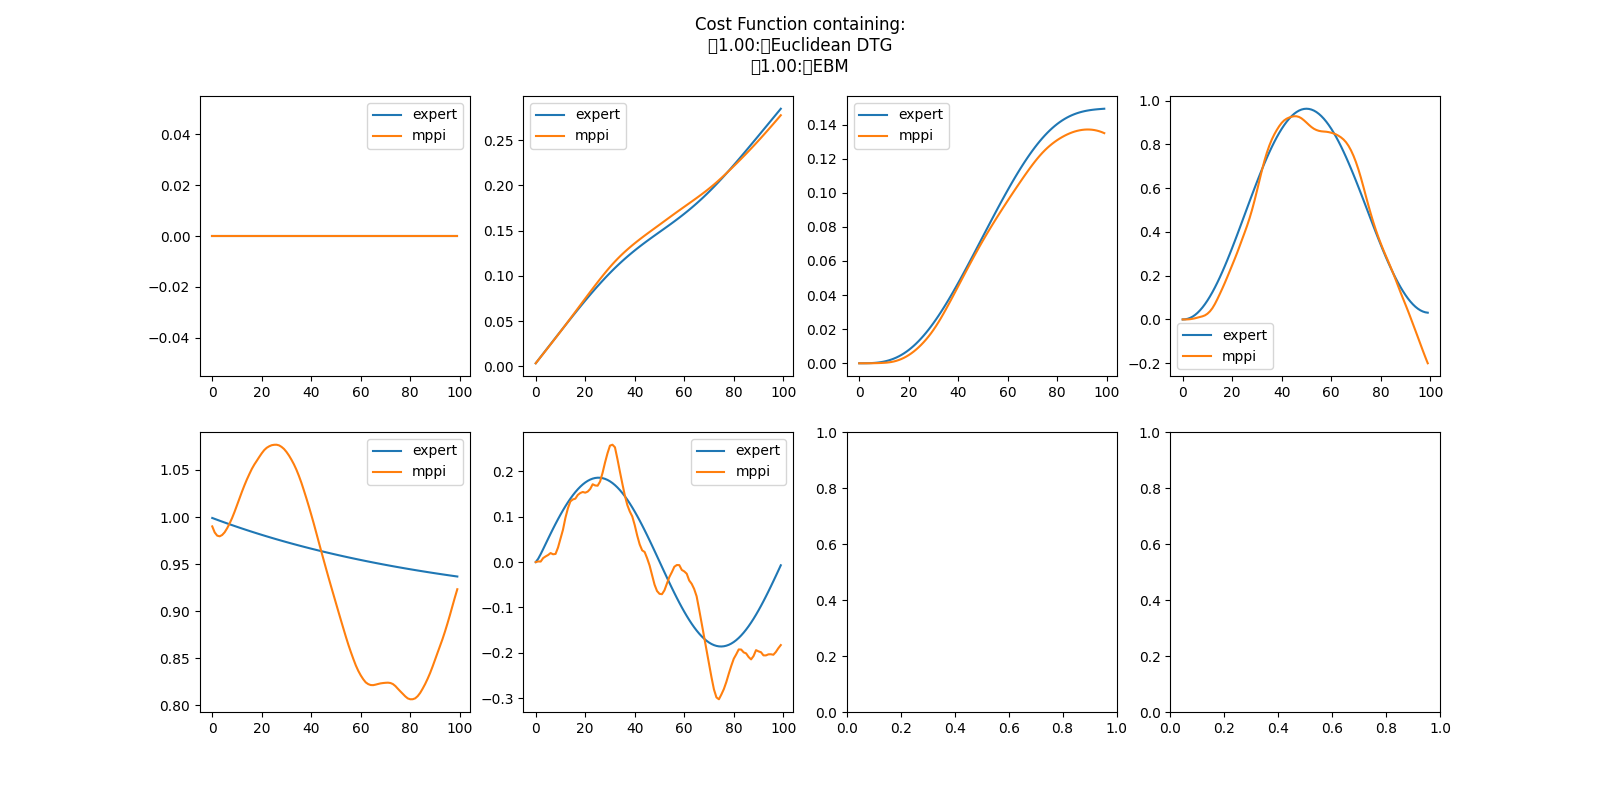 Cost Function containing:
1.00: Euclidean DTG
1.00: EBM
expert
mppi
0.04
0.02
0.00
−0.02
−0.04
0 20 40 60 80 100
expert
mppi
0.25
0.20
0.15
0.10
0.05
0.00
0 20 40 60 80 100
expert
mppi
0.14
0.12
0.10
0.08
0.06
0.04
0.02
0.00
0 20 40 60 80 100
1.0
0.8
0.6
0.4
0.2
0.0
−0.2
expert
mppi
0 20 40 60 80 100
expert
mppi
1.05
1.00
0.95
0.90
0.85
0.80
0 20 40 60 80 100
expert
mppi
0.2
0.1
0.0
−0.1
−0.2
−0.3
0 20 40 60 80 100
1.0
0.8
0.6
0.4
0.2
0.0
0.0 0.2 0.4 0.6 0.8 1.0
1.0
0.8
0.6
0.4
0.2
0.0
0.0 0.2 0.4 0.6 0.8 1.0